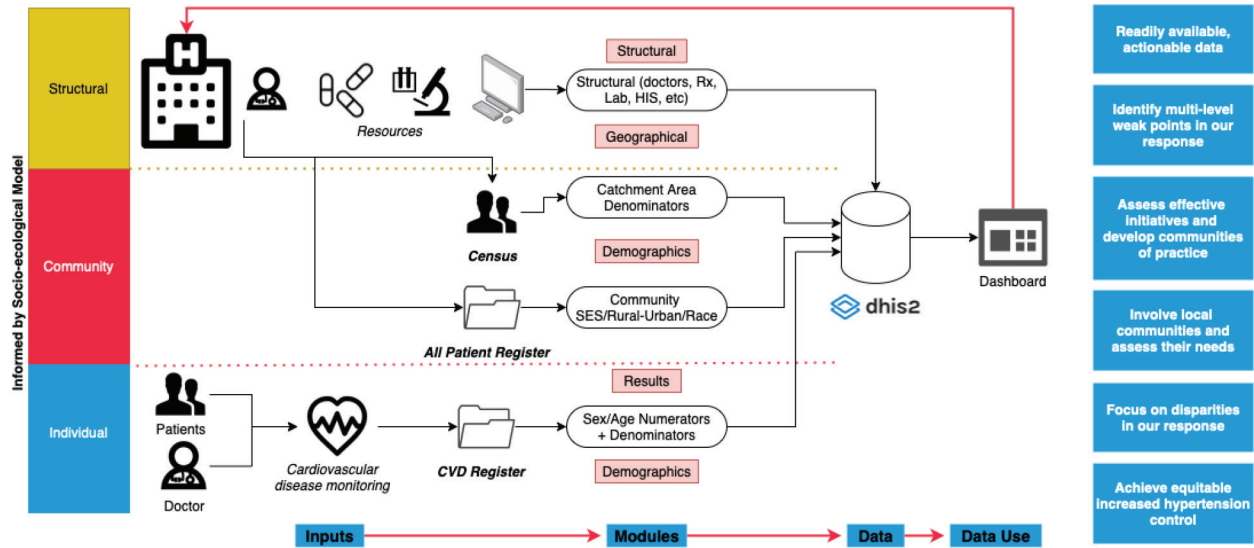 Informed by Socio-ecological Model
Structural
Community
Individual
H
H
Resources
Structural
Structural (doctors, Rx,
Lab, HIS, etc)
Geographical
Census
Catchment Area
Denominators
Demographics
All Patient Register
Community
SES/Rural-Urban/Race
dhis2
Dashboard
Patients
Doctor
Cardiovascular
disease monitoring
CVD Register
Results
Sex/Age Numerators
+ Denominators
Demographics
Inputs
Modules
Data
Data Use
Readily available,
actionable data
Identify multi-level
weak points in our
response
Assess effective
initiatives and
develop communities
of practice
Involve local
communities and
assess their needs
Focus on disparities
in our response
Achieve equitable
increased hypertension
control